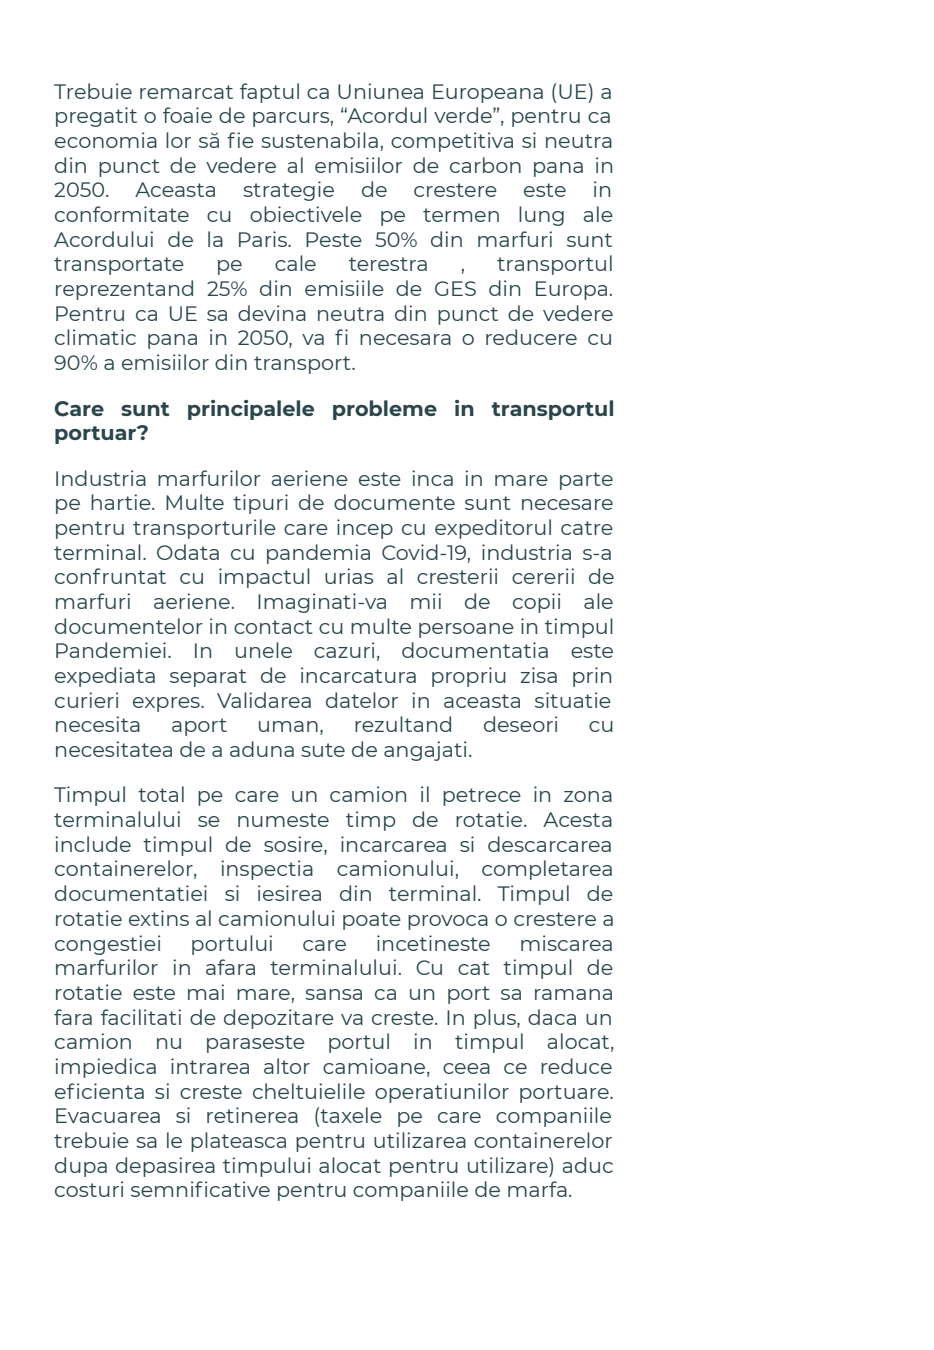 Trebuie remarcat faptul ca Uniunea Europeana (UE) a
pregatit o foaie de parcurs, “Acordul verde”, pentru ca
economia lor să fie sustenabila, competitiva si neutra
din punct de vedere al emisiilor de carbon pana in
2050. Aceasta strategie de crestere este in
conformitate cu obiectivele pe termen lung ale
Acordului de la Paris. Peste 50% din marfuri sunt
transportate pe cale terestra , transportul
reprezentand 25% din emisiile de GES din Europa.
Pentru ca UE sa devina neutra din punct de vedere
climatic pana in 2050, va fi necesara o reducere cu
90% a emisiilor din transport.
Care sunt principalele probleme in transportul
portuar?
Industria marfurilor aeriene este inca in mare parte
pe hartie. Multe tipuri de documente sunt necesare
pentru transporturile care incep cu expeditorul catre
terminal. Odata cu pandemia Covid-19, industria s-a
confruntat cu impactul urias al cresterii cererii de
marfuri aeriene. Imaginati-va mii de copii ale
documentelor in contact cu multe persoane in timpul
Pandemiei. In unele cazuri, documentatia este
expediata separat de incarcatura propriu zisa prin
curieri expres. Validarea datelor in aceasta situatie
necesita aport uman, rezultand deseori cu
necesitatea de a aduna sute de angajati.
Timpul total pe care un camion il petrece in zona
terminalului se numeste timp de rotatie. Acesta
include timpul de sosire, incarcarea si descarcarea
containerelor, inspectia camionului, completarea
documentatiei si iesirea din terminal. Timpul de
rotatie extins al camionului poate provoca o crestere a
congestiei portului care incetineste miscarea
marfurilor in afara terminalului. Cu cat timpul de
rotatie este mai mare, sansa ca un port sa ramana
fara facilitati de depozitare va creste. In plus, daca un
camion nu paraseste portul in timpul alocat,
impiedica intrarea altor camioane, ceea ce reduce
eficienta si creste cheltuielile operatiunilor portuare.
Evacuarea si retinerea (taxele pe care companiile
trebuie sa le plateasca pentru utilizarea containerelor
dupa depasirea timpului alocat pentru utilizare) aduc
costuri semnificative pentru companiile de marfa.